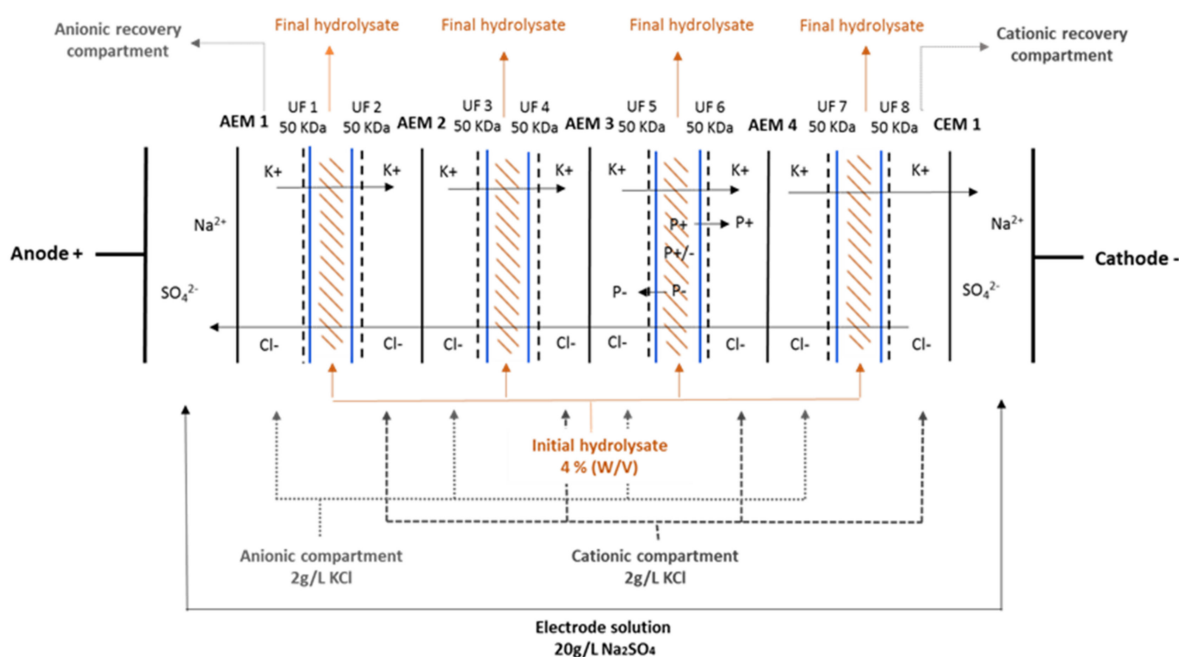 Anionic recovery
compartment
Final hydrolysate
Final hydrolysate
Final hydrolysate
Final hydrolysate
Cationic recovery
compartment
AEM 1
UF 1
50 KDa
UF 2
50 KDa
AEM 2
UF 3
50 KDa
UF 4
50 KDa
AEM 3
UF 5
50 KDa
UF 6
50 KDa
AEM 4
UF 7
50 KDa
UF 8
50 KDa
CEM 1
K+
K+
K+
K+
K+
K+
K+
K+
Na²⁺
P+
P+
Na²⁺
Anode +
P+/-
Cathode -
SO₄²⁻
P-
P-
SO₄²⁻
Cl-
Cl-
Cl-
Cl-
Cl-
Cl-
Cl-
Cl-
Initial hydrolysate
4 % (W/V)
Anionic compartment
2g/L KCl
Cationic compartment
2g/L KCl
Electrode solution
20g/L Na₂SO₄